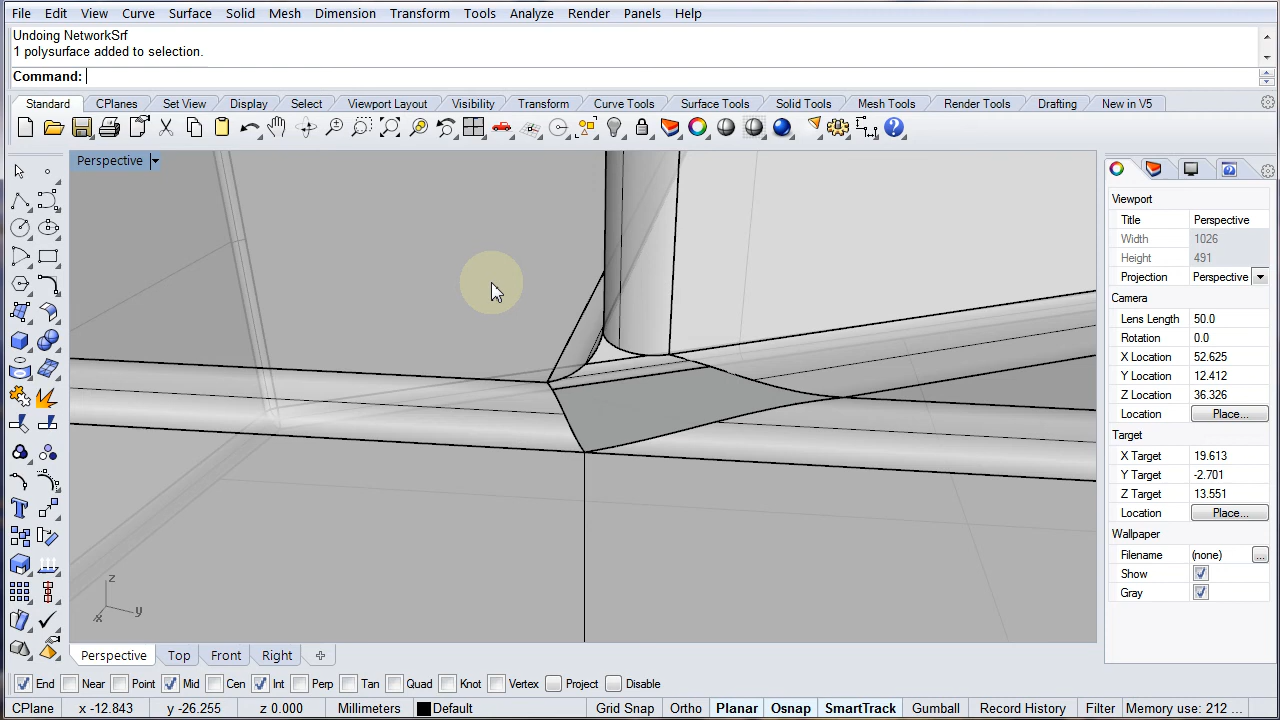 File Edit View Curve Surface Solid Mesh Dimension Transform Tools Analyze Render Panels Help
Undoing NetworkSrf
1 polysurface added to selection.
Command:
Standard CPlanes Set View Display Select Viewport Layout Visibility Transform Curve Tools Surface Tools Solid Tools Mesh Tools Render Tools Drafting New in V5
Perspective
Viewport
Title Perspective
Width 1026
Height 491
Projection Perspective
Camera
Lens Length 50.0
Rotation 0.0
X Location 52.625
Y Location 12.412
Z Location 36.326
Location Place...
Target
X Target 19.613
Y Target -2.701
Z Target 13.551
Location Place...
Wallpaper
Filename (none) ...
Show
Gray
z
y
x
Perspective Top Front Right
End Near Point Mid Cen Int Perp Tan Quad Knot Vertex Project Disable
CPlane x -12.843 y -26.255 z 0.000 Millimeters Default Grid Snap Ortho Planar Osnap SmartTrack Gumball Record History Filter Memory use: 212 ...